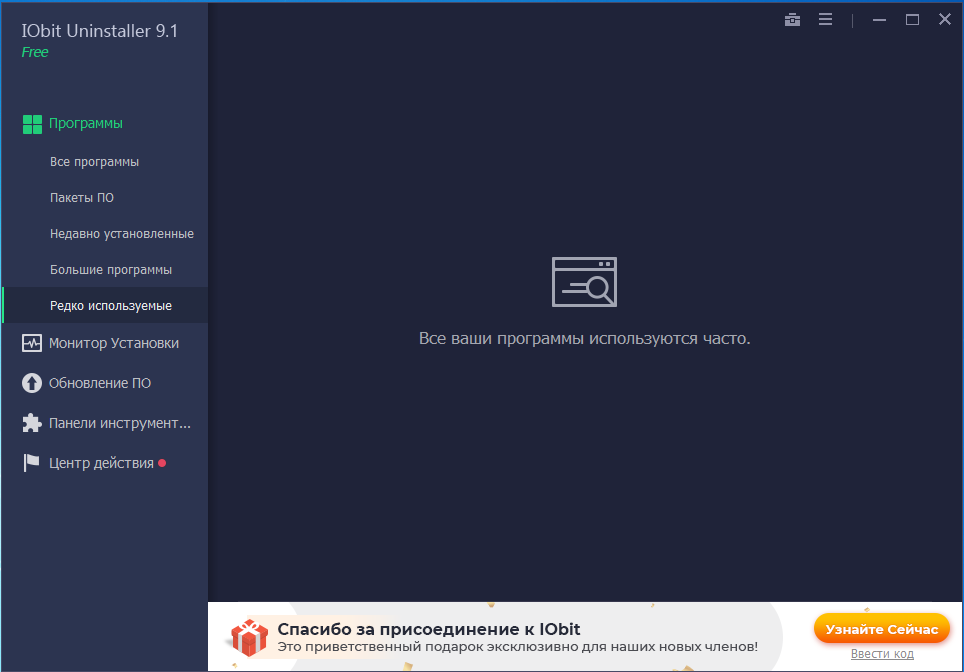 IObit Uninstaller 9.1
Free
Программы
Все программы
Пакеты ПО
Недавно установленные
Большие программы
Редко используемые
Монитор Установки
Обновление ПО
Панели инструмент...
Центр действия
Все ваши программы используются часто.
Спасибо за присоединение к IObit
Это приветственный подарок эксклюзивно для наших новых членов!
Узнайте Сейчас
Ввести код